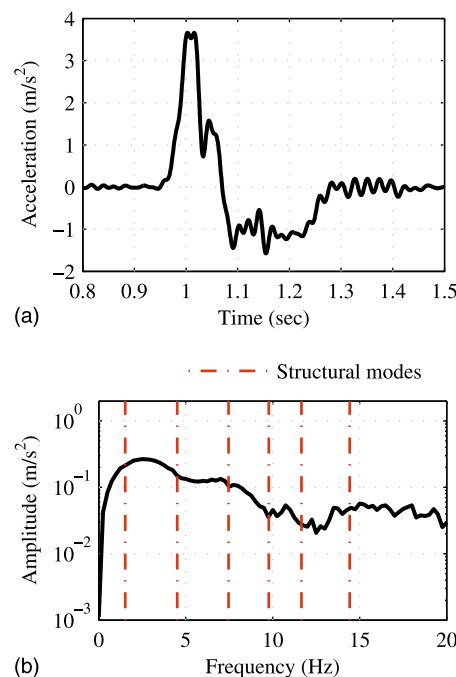 Acceleration (m/s²)
4
3
2
1
0
−1
−2
0.8 0.9 1 1.1 1.2 1.3 1.4 1.5
Time (sec)
(a)
Structural modes
Amplitude (m/s²)
10⁰
10⁻¹
10⁻²
10⁻³
0 5 10 15 20
Frequency (Hz)
(b)